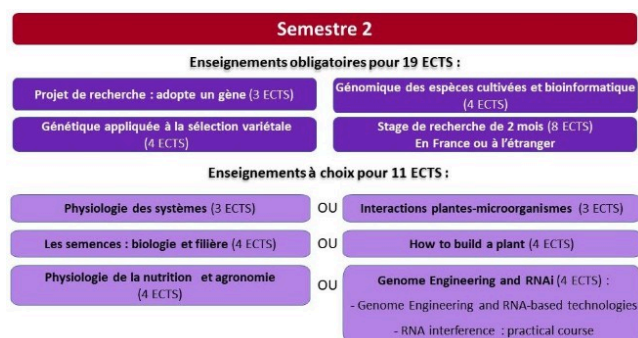 Semestre 2
Enseignements obligatoires pour 19 ECTS :
Projet de recherche : adopte un gène (3 ECTS)
Génomique des espèces cultivées et bioinformatique
(4 ECTS)
Génétique appliquée à la sélection variétale
(4 ECTS)
Stage de recherche de 2 mois (8 ECTS)
En France ou à l'étranger
Enseignements à choix pour 11 ECTS :
Physiologie des systèmes (3 ECTS)
OU
Interactions plantes-microorganismes (3 ECTS)
Les semences : biologie et filière (4 ECTS)
OU
How to build a plant (4 ECTS)
Physiologie de la nutrition et agronomie
(4 ECTS)
OU
Genome Engineering and RNAi (4 ECTS) :
- Genome Engineering and RNA-based technologies
- RNA interference : practical course